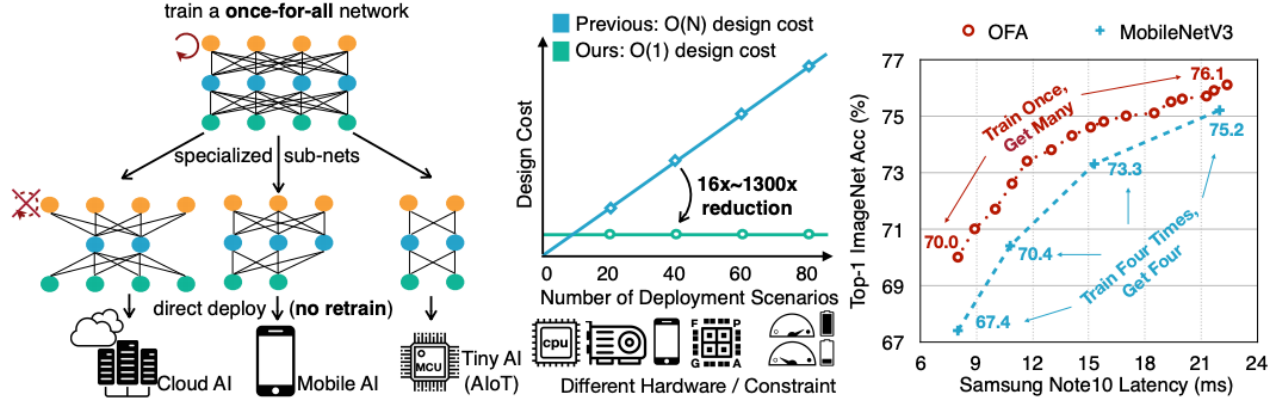 train a once-for-all network
specialized sub-nets
direct deploy (no retrain)
Cloud AI
Mobile AI
MCU
Tiny AI
(AIoT)
Previous: O(N) design cost
Ours: O(1) design cost
Design Cost
16x~1300x
reduction
0 20 40 60 80
Number of Deployment Scenarios
cpu
F P
G A
Different Hardware / Constraint
OFA
MobileNetV3
Top-1 ImageNet Acc (%)
77
75
73
71
69
67
76.1
Train Once,
Get Many
75.2
73.3
70.0
70.4
Train Four Times,
Get Four
67.4
6 9 12 15 18 21 24
Samsung Note10 Latency (ms)